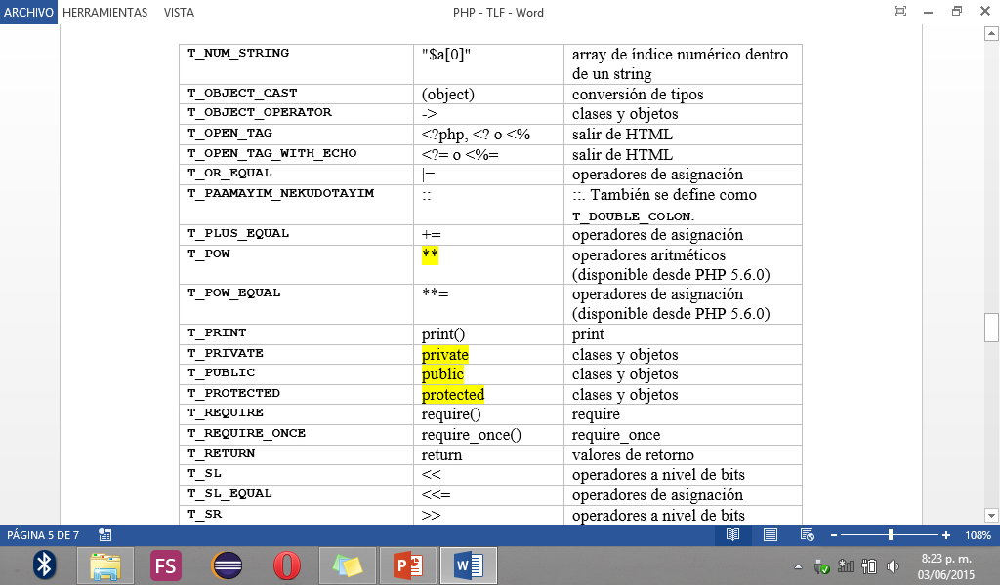 ARCHIVO HERRAMIENTAS VISTA PHP - TLF - Word
T_NUM_STRING "$a[0]" array de índice numérico dentro
de un string
T_OBJECT_CAST (object) conversión de tipos
T_OBJECT_OPERATOR -> clases y objetos
T_OPEN_TAG <?php, <? o <% salir de HTML
T_OPEN_TAG_WITH_ECHO <?= o <%= salir de HTML
T_OR_EQUAL |= operadores de asignación
T_PAAMAYIM_NEKUDOTAYIM :: ::. También se define como
T_DOUBLE_COLON.
T_PLUS_EQUAL += operadores de asignación
T_POW ** operadores aritméticos
(disponible desde PHP 5.6.0)
T_POW_EQUAL **= operadores de asignación
(disponible desde PHP 5.6.0)
T_PRINT print() print
T_PRIVATE private clases y objetos
T_PUBLIC public clases y objetos
T_PROTECTED protected clases y objetos
T_REQUIRE require() require
T_REQUIRE_ONCE require_once() require_once
T_RETURN return valores de retorno
T_SL << operadores a nivel de bits
T_SL_EQUAL <<= operadores de asignación
T_SR >> operadores a nivel de bits
PÁGINA 5 DE 7 108%
FS
8:23 p. m.
03/06/2015